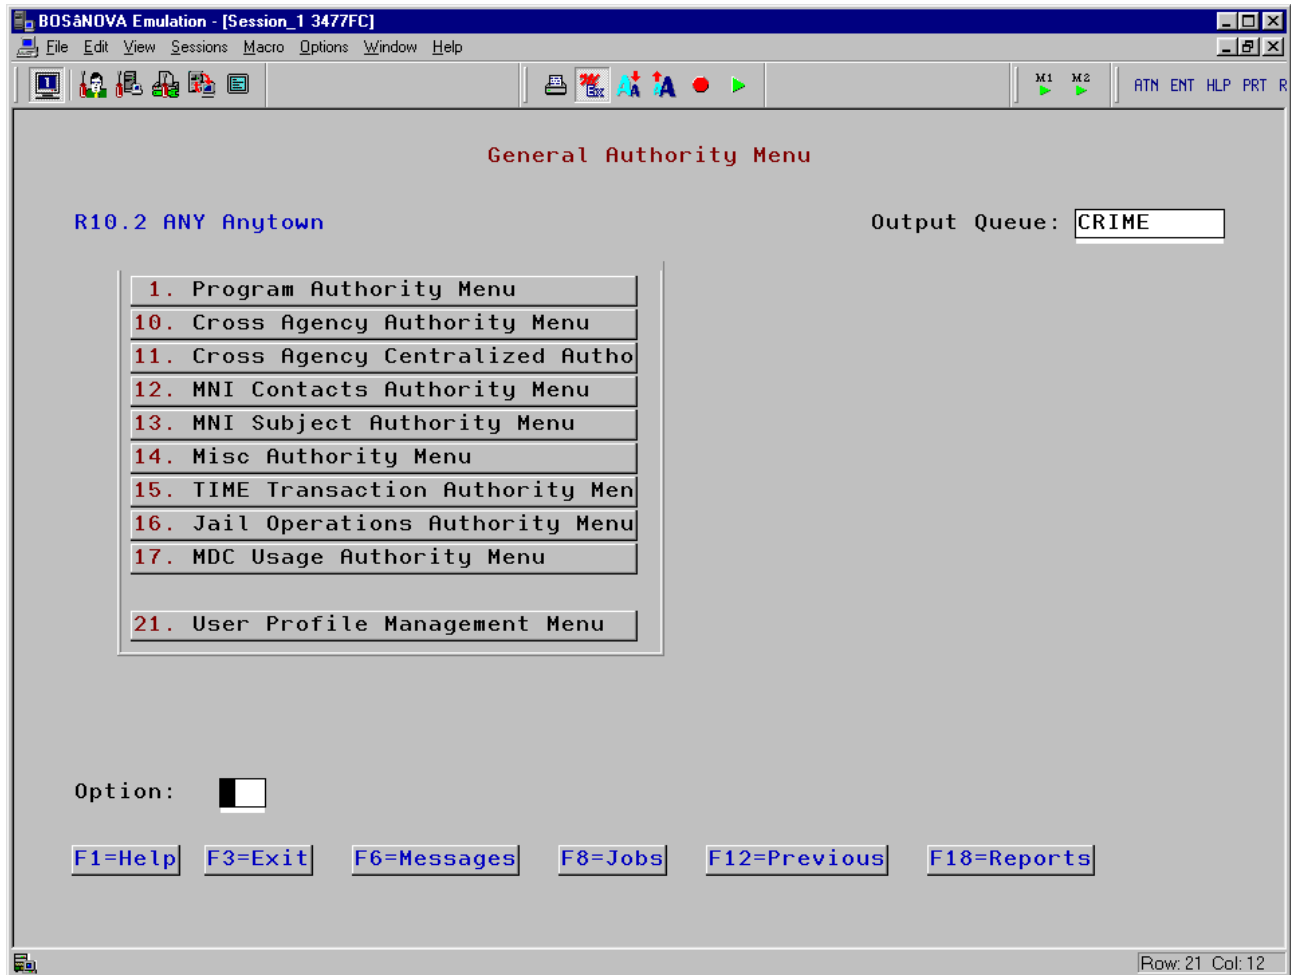 BOSâNOVA Emulation - [Session_1 3477FC]
File Edit View Sessions Macro Options Window Help
1 Ex A A A A M1 M2 ATN ENT HLP PRT R
General Authority Menu
R10.2 ANY Anytown Output Queue: CRIME
1. Program Authority Menu
10. Cross Agency Authority Menu
11. Cross Agency Centralized Autho
12. MNI Contacts Authority Menu
13. MNI Subject Authority Menu
14. Misc Authority Menu
15. TIME Transaction Authority Men
16. Jail Operations Authority Menu
17. MDC Usage Authority Menu
21. User Profile Management Menu
Option:
F1=Help F3=Exit F6=Messages F8=Jobs F12=Previous F18=Reports
Row: 21 Col: 12